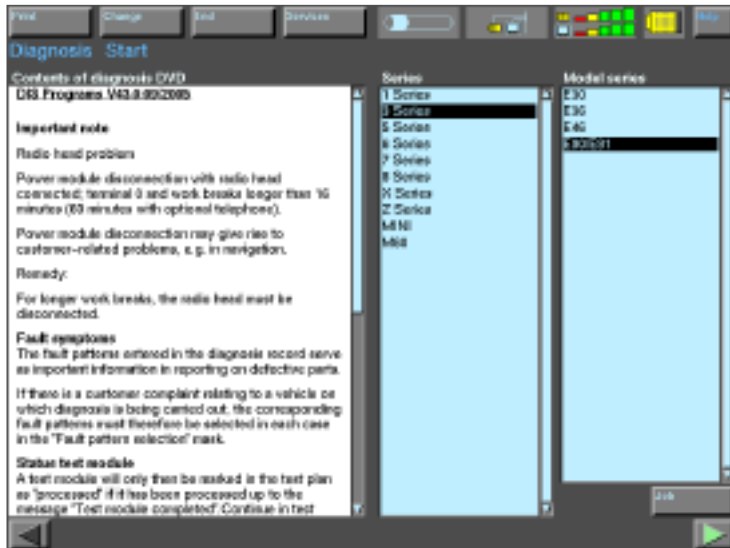 Print
Change
End
Services
Help
Diagnosis Start
Contents of diagnosis DVD
DIS Programs V43.0 09/2005
Important note
Radio head problem
Power module disconnection with radio head
connected; terminal 0 and work breaks longer than 16
minutes (60 minutes with optional telephone).
Power module disconnection may give rise to
customer-related problems, e.g. in navigation.
Remedy:
For longer work breaks, the radio head must be
disconnected.
Fault symptoms
The fault patterns entered in the diagnosis record serve
as important information in reporting on defective parts.
If there is a customer complaint relating to a vehicle on
which diagnosis is being carried out, the corresponding
fault patterns must therefore be selected in each case
in the "Fault pattern selection" mask.
Status test module
A test module will only then be marked in the test plan
as "processed" if it has been processed up to the
message "Test module completed". Continue in test
Series
1 Series
3 Series
5 Series
6 Series
7 Series
8 Series
X Series
Z Series
MINI
Model series
E30
E36
E46
Job